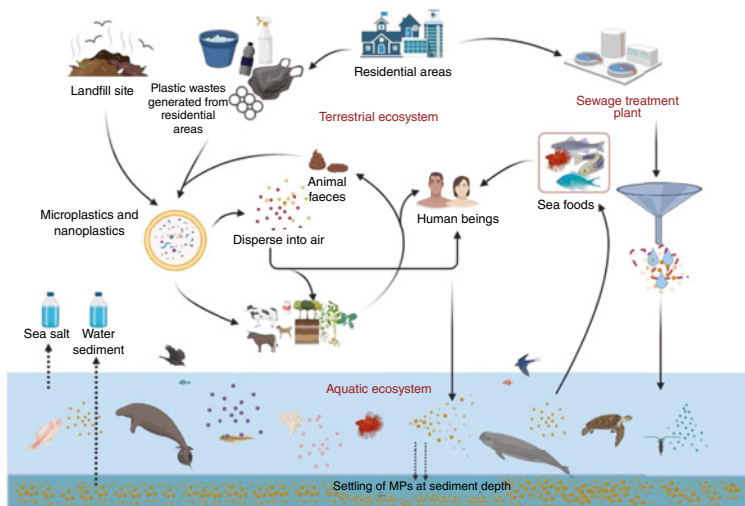 Landfill site
Plastic wastes
generated from
residential
areas
Residential areas
Terrestrial ecosystem
Sewage treatment
plant
Animal
faeces
Microplastics and
nanoplastics
Disperse into air
Human beings
Sea foods
Sea salt
Water
sediment
Aquatic ecosystem
Settling of MPs at sediment depth